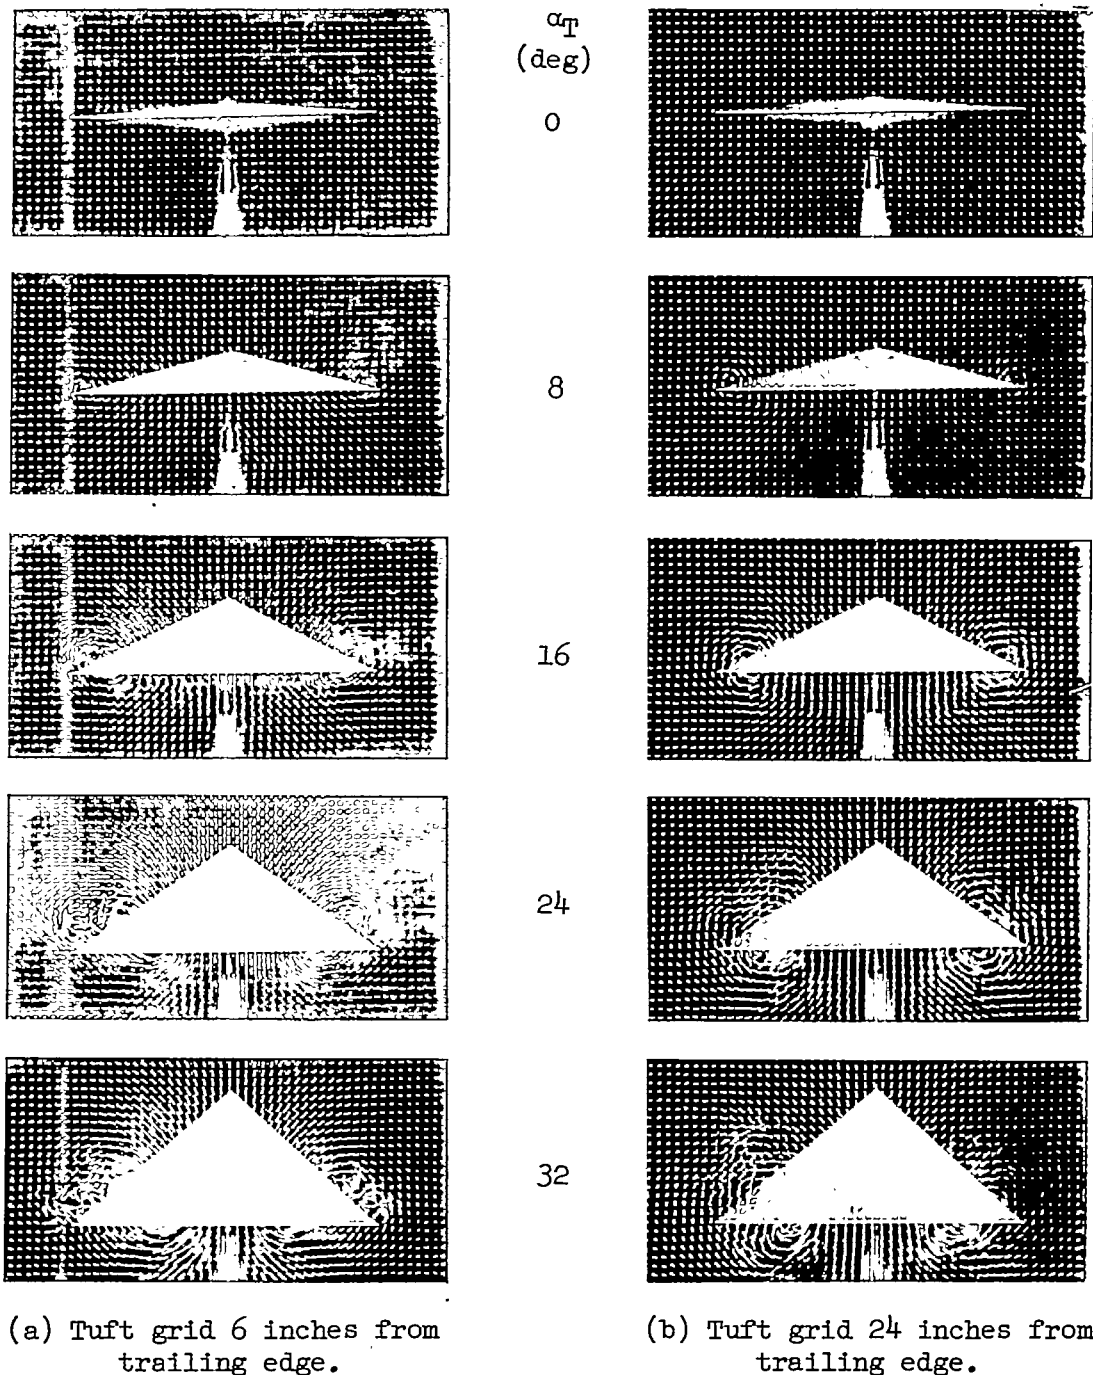 αT
(deg)
0
8
16
24
32
(a) Tuft grid 6 inches from
trailing edge.
(b) Tuft grid 24 inches from
trailing edge.